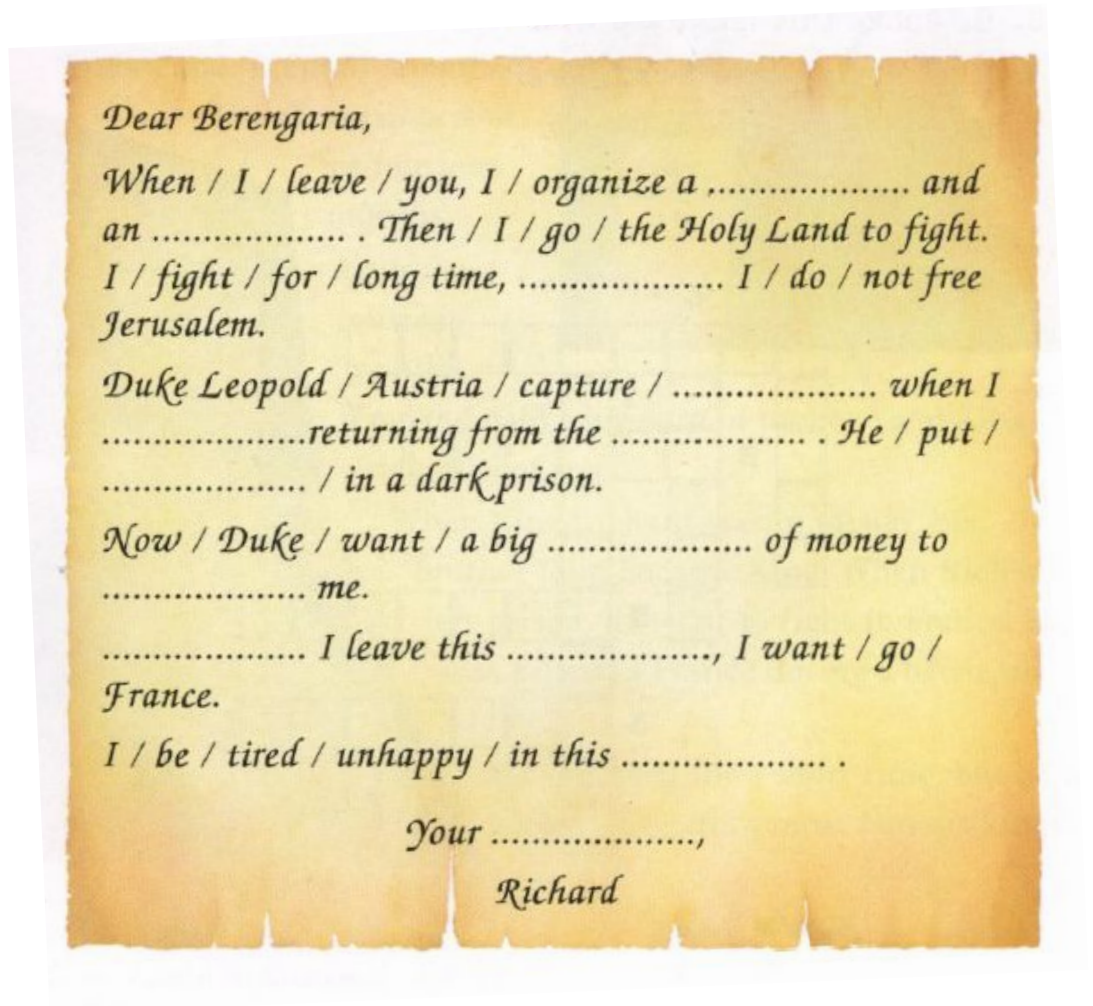 Dear Berengaria,
When / I / leave / you, I / organize a .................... and
an ................... . Then / I / go / the Holy Land to fight.
I / fight / for / long time, .................... I / do / not free
Jerusalem.
Duke Leopold / Austria / capture / .................... when I
....................returning from the ................... . He / put /
.................... / in a dark prison.
Now / Duke / want / a big .................... of money to
.................... me.
.................... I leave this ...................., I want / go /
France.
I / be / tired / unhappy / in this .................... .
Your ....................,
Richard